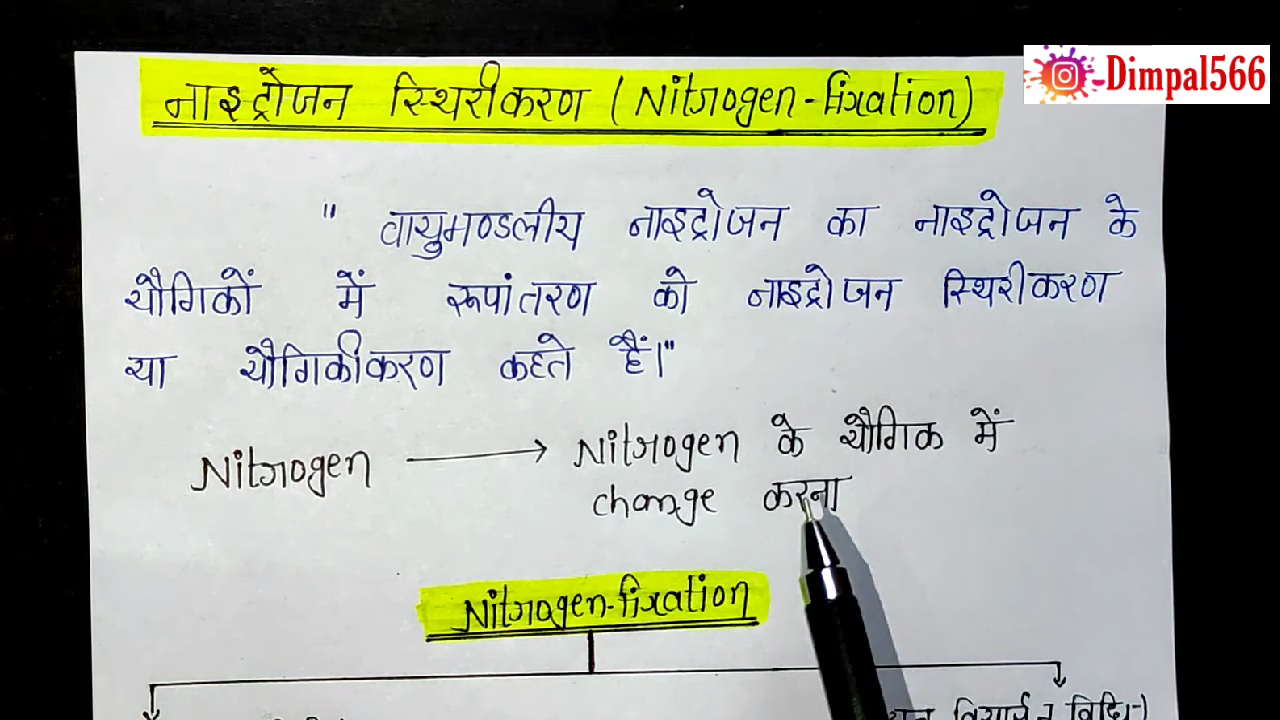 -Dimpal566
नाइट्रोजन स्थिरीकरण (Nitrogen-fixation)
" वायुमण्डलीय नाइट्रोजन का नाइट्रोजन के
यौगिकों में रूपांतरण को नाइट्रोजन स्थिरीकरण
या यौगिकीकरण कहते हैं।"
Nitrogen → Nitrogen के यौगिक में
change करना
Nitrogen-fixation